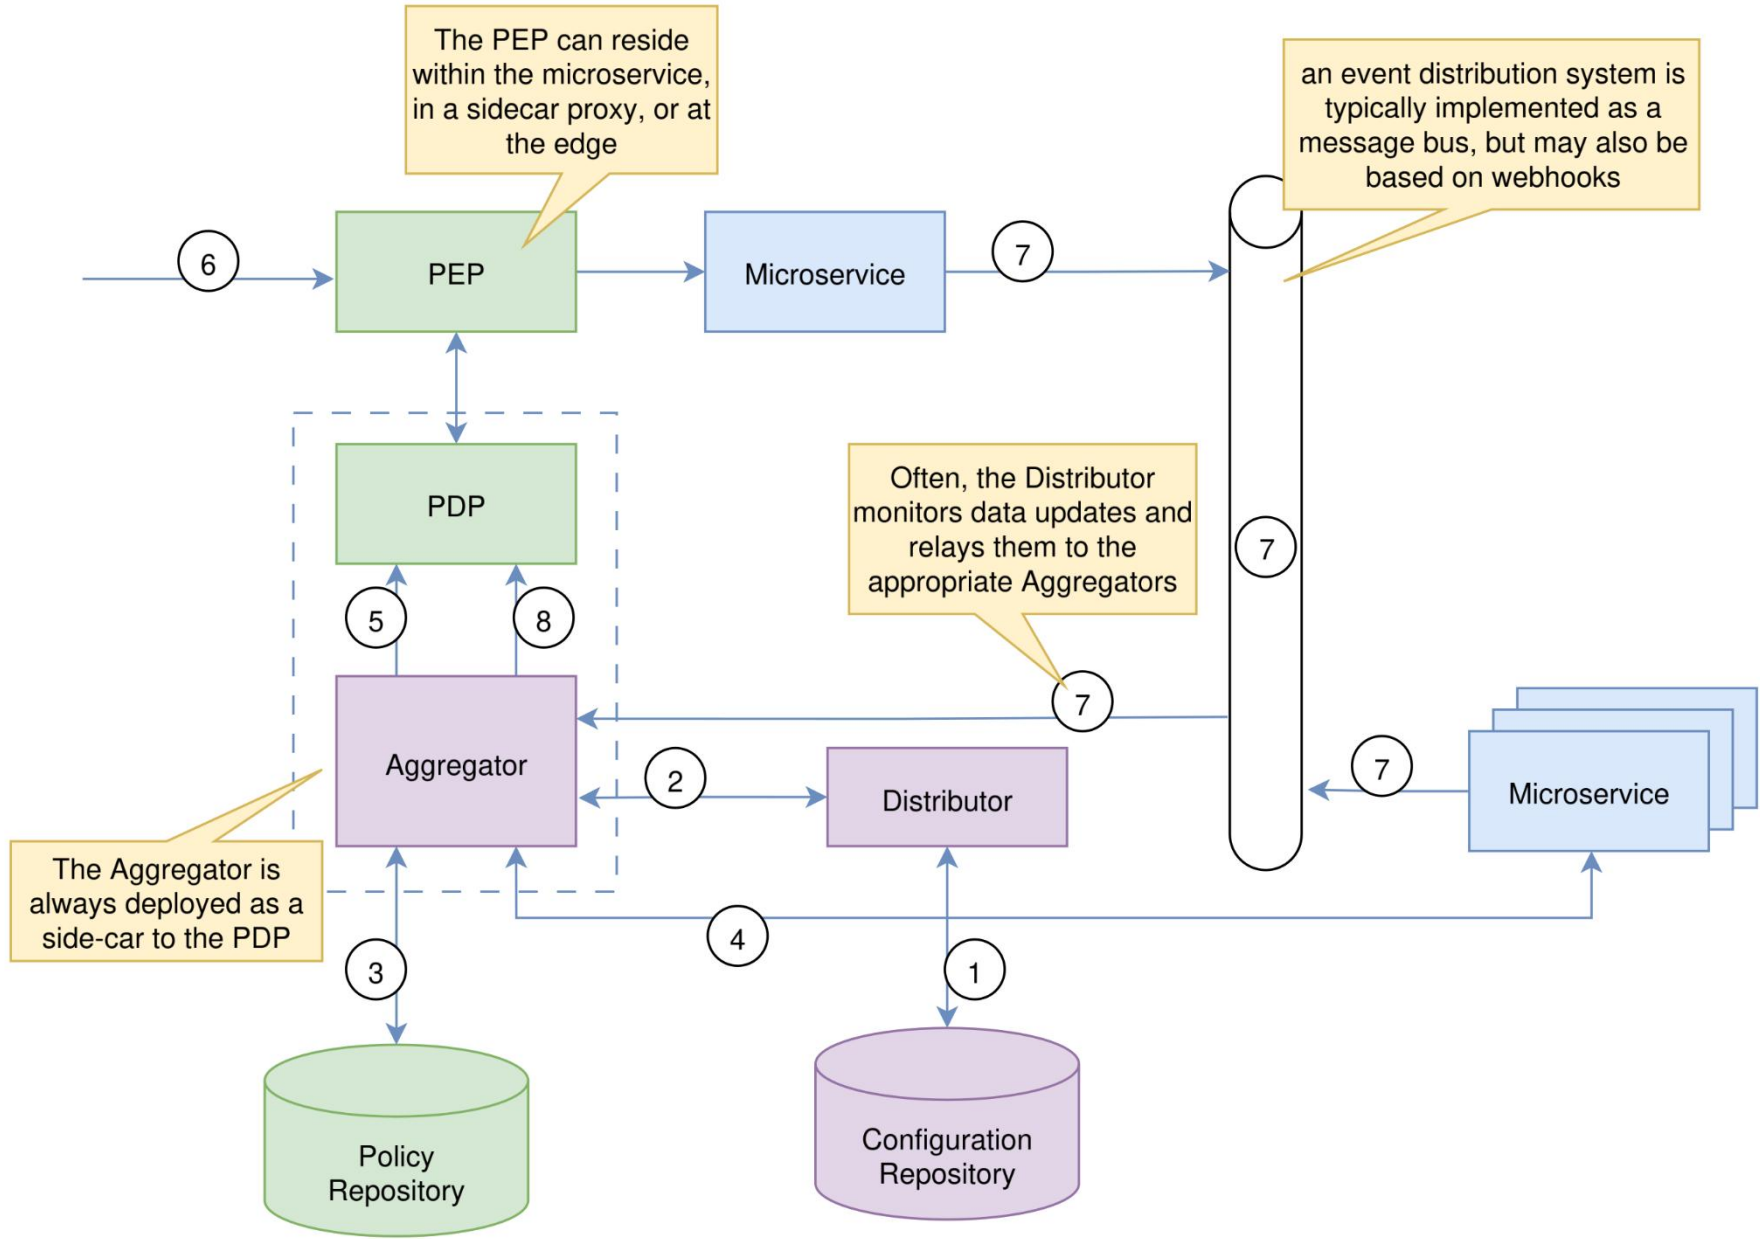 The PEP can reside
within the microservice,
in a sidecar proxy, or at
the edge
an event distribution system is
typically implemented as a
message bus, but may also be
based on webhooks
6
PEP
Microservice
7
PDP
Often, the Distributor
monitors data updates and
relays them to the
appropriate Aggregators
7
5
8
7
Aggregator
2
Distributor
7
Microservice
The Aggregator is
always deployed as a
side-car to the PDP
4
3
1
Policy
Repository
Configuration
Repository